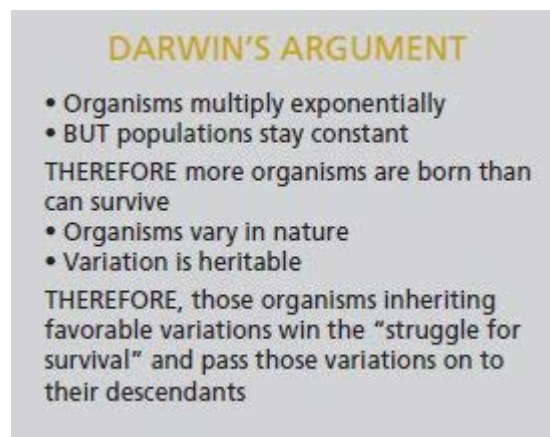 DARWIN'S ARGUMENT
• Organisms multiply exponentially
• BUT populations stay constant
THEREFORE more organisms are born than
can survive
• Organisms vary in nature
• Variation is heritable
THEREFORE, those organisms inheriting
favorable variations win the “struggle for
survival” and pass those variations on to
their descendants